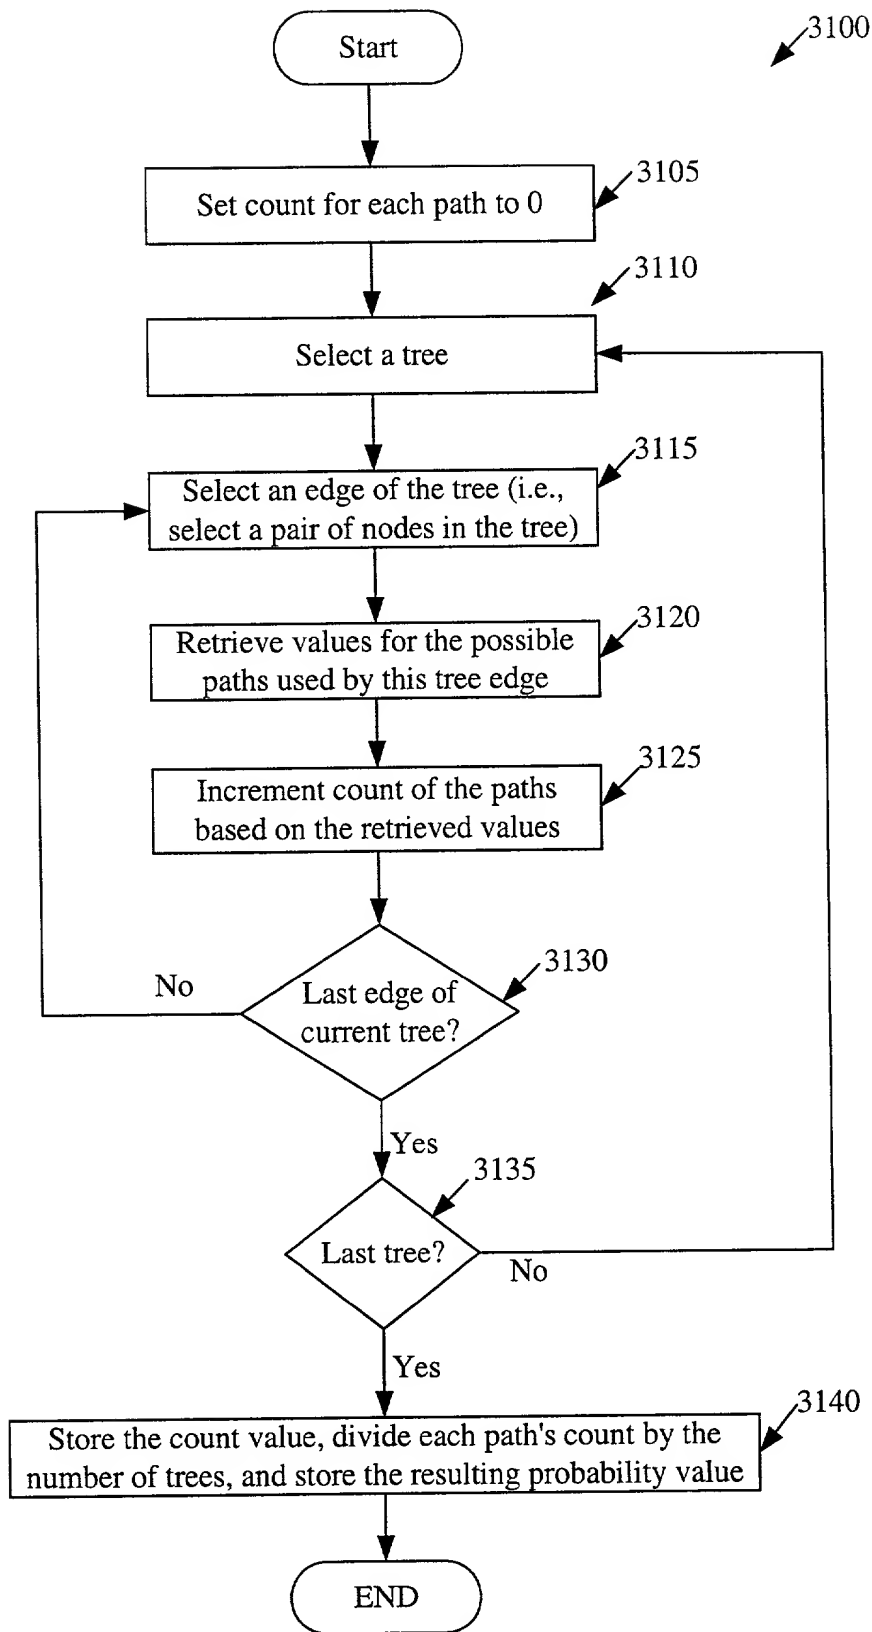 Start
3100
3105
Set count for each path to 0
3110
Select a tree
3115
Select an edge of the tree (i.e.,
select a pair of nodes in the tree)
3120
Retrieve values for the possible
paths used by this tree edge
3125
Increment count of the paths
based on the retrieved values
3130
No
Last edge of
current tree?
Yes
3135
Last tree?
No
Yes
3140
Store the count value, divide each path's count by the
number of trees, and store the resulting probability value
END